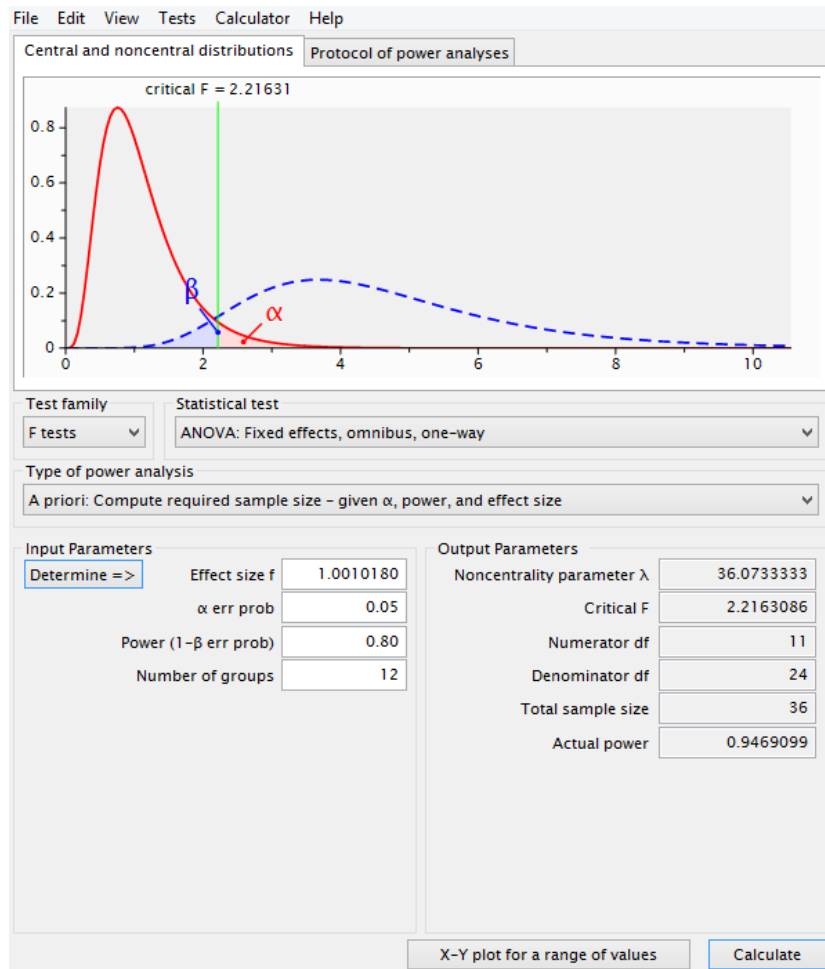 File Edit View Tests Calculator Help
Central and noncentral distributions Protocol of power analyses
critical F = 2.21631
0.8
0.6
0.4
0.2
0
β
α
0 2 4 6 8 10
Test family Statistical test
F tests ANOVA: Fixed effects, omnibus, one-way
Type of power analysis
A priori: Compute required sample size - given α, power, and effect size
Input Parameters Output Parameters
Determine => Effect size f 1.0010180 Noncentrality parameter λ 36.0733333
α err prob 0.05 Critical F 2.2163086
Power (1-β err prob) 0.80 Numerator df 11
Number of groups 12 Denominator df 24
Total sample size 36
Actual power 0.9469099
X-Y plot for a range of values Calculate